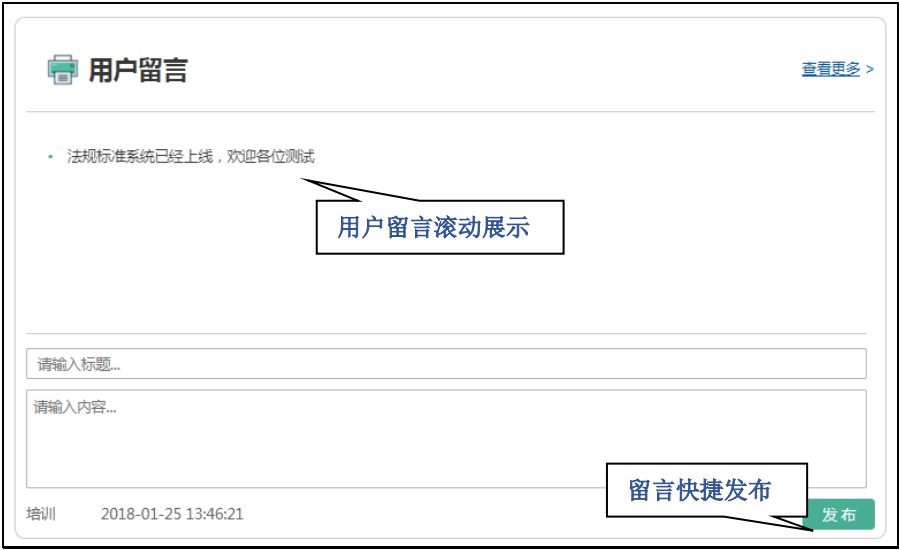 用户留言
查看更多 >
• 法规标准系统已经上线，欢迎各位测试
用户留言滚动展示
请输入标题...
请输入内容...
留言快捷发布
培训 2018-01-25 13:46:21
发布